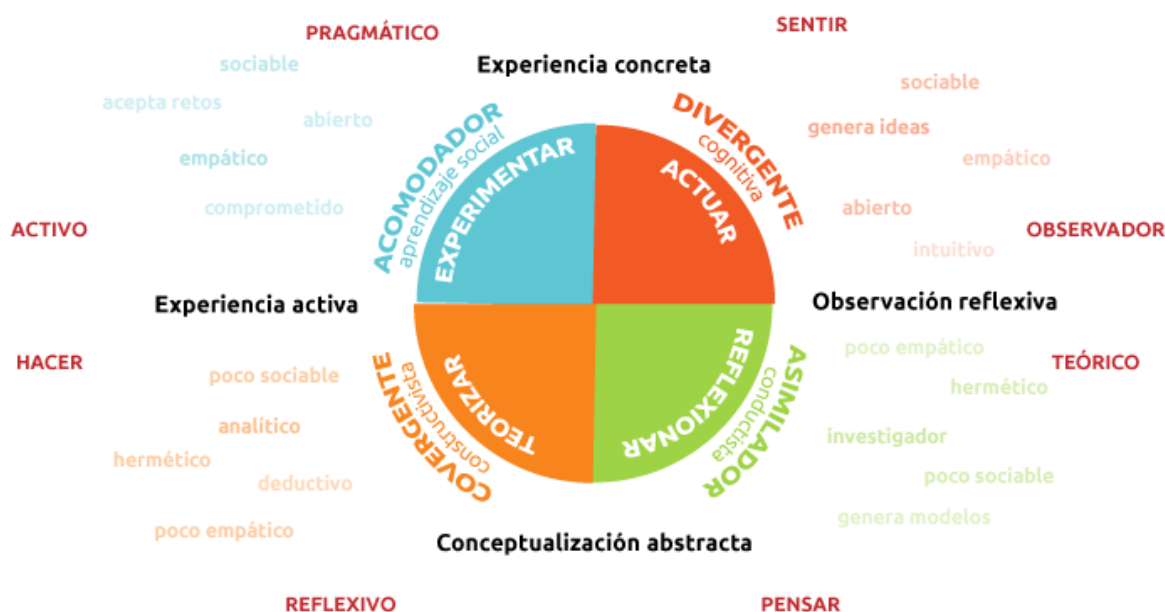 SENTIR
PRAGMÁTICO
sociable
Experiencia concreta
sociable
acepta retos
abierto
genera ideas
empático
empático
comprometido
abierto
intuitivo
ACOMODADOR
aprendizaje social
EXPERIMENTAR
DIVERGENTE
cognitiva
ACTUAR
ACTIVO
OBSERVADOR
Experiencia activa
Observación reflexiva
HACER
TEÓRICO
poco sociable
analítico
hermético
deductivo
poco empático
COVERGENTE
constructivista
TEORIZAR
REFLEXIONAR
ASIMILADOR
conductista
poco empático
hermético
investigador
poco sociable
genera modelos
Conceptualización abstracta
REFLEXIVO
PENSAR